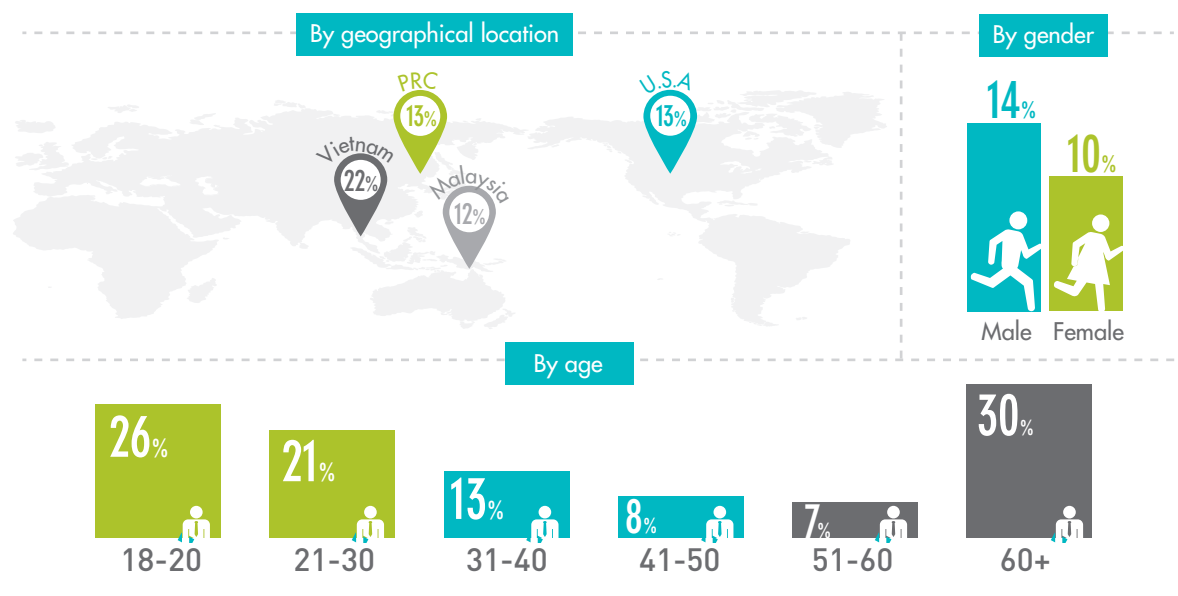 By geographical location
By gender
PRC
13%
U.S.A
13%
Vietnam
22%
Malaysia
12%
14%
10%
Male
Female
By age
26%
21%
13%
8%
7%
30%
18-20
21-30
31-40
41-50
51-60
60+